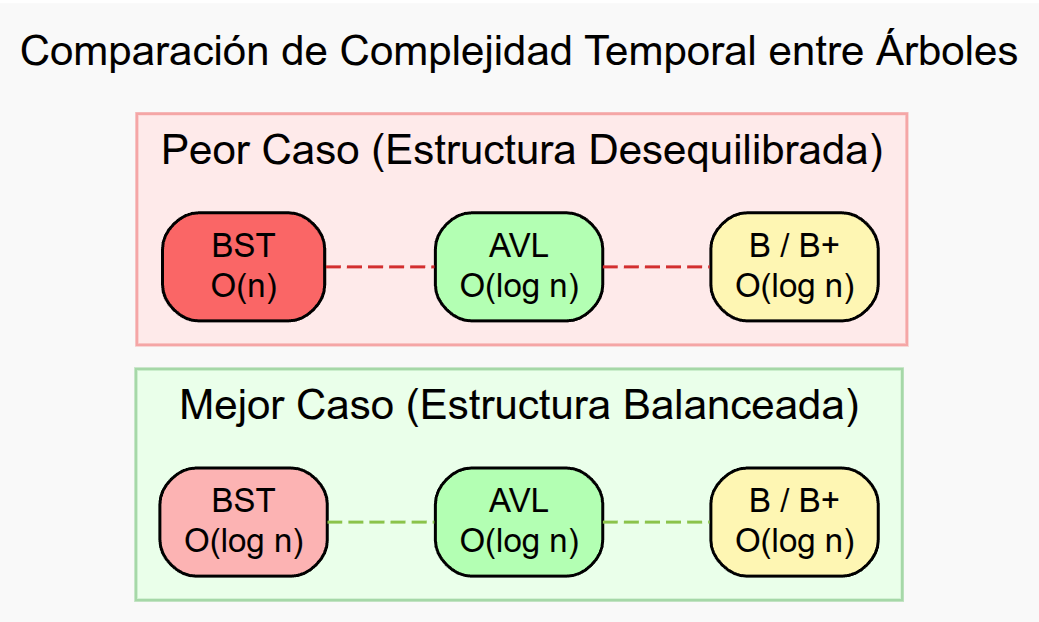 Comparación de Complejidad Temporal entre Árboles
Peor Caso (Estructura Desequilibrada)
BST
O(n)
AVL
O(log n)
B / B+
O(log n)
Mejor Caso (Estructura Balanceada)
BST
O(log n)
AVL
O(log n)
B / B+
O(log n)